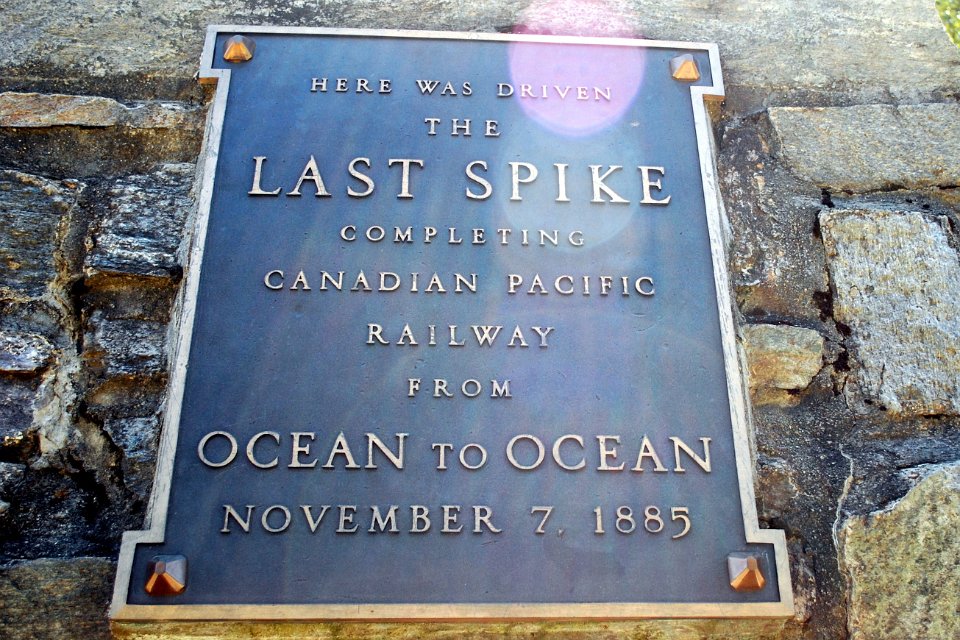 HERE WAS DRIVEN
THE
LAST SPIKE
COMPLETING
CANADIAN PACIFIC
RAILWAY
FROM
OCEAN TO OCEAN
NOVEMBER 7, 1885